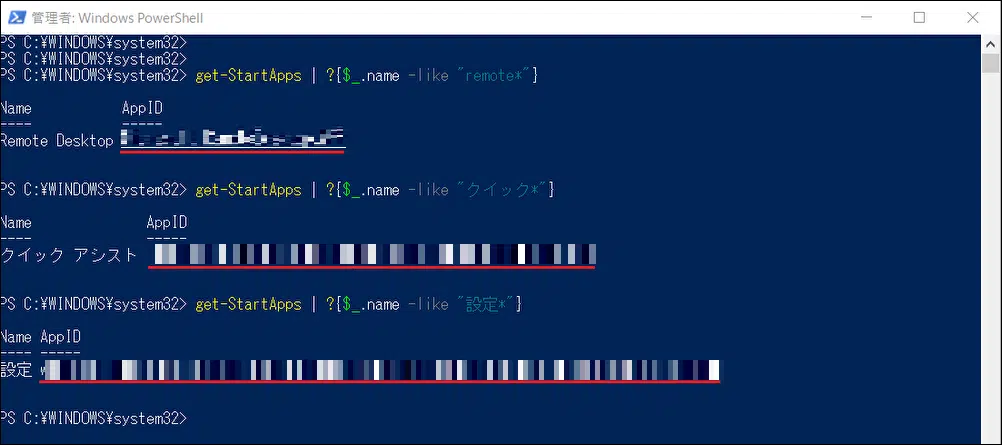 管理者: Windows PowerShell
PS C:¥WINDOWS¥system32>
PS C:¥WINDOWS¥system32>
PS C:¥WINDOWS¥system32> get-StartApps | ?{$_.name -like "remote*"}
Name AppID
---- -----
Remote Desktop
PS C:¥WINDOWS¥system32> get-StartApps | ?{$_.name -like "クイック*"}
Name AppID
---- -----
クイック アシスト
PS C:¥WINDOWS¥system32> get-StartApps | ?{$_.name -like "設定*"}
Name AppID
---- -----
設定
PS C:¥WINDOWS¥system32>